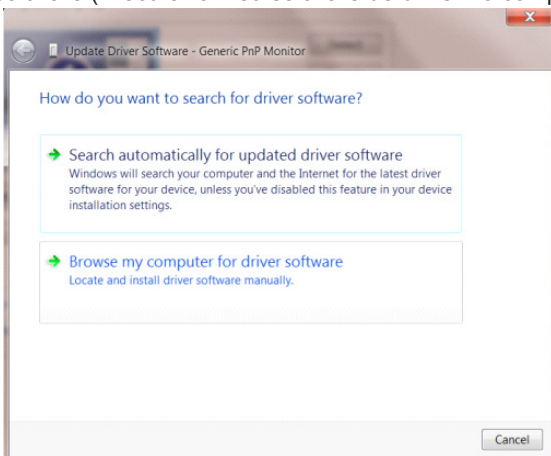 Update Driver Software - Generic PnP Monitor
How do you want to search for driver software?
Search automatically for updated driver software
Windows will search your computer and the Internet for the latest driver
software for your device, unless you've disabled this feature in your device
installation settings.
Browse my computer for driver software
Locate and install driver software manually.
Cancel